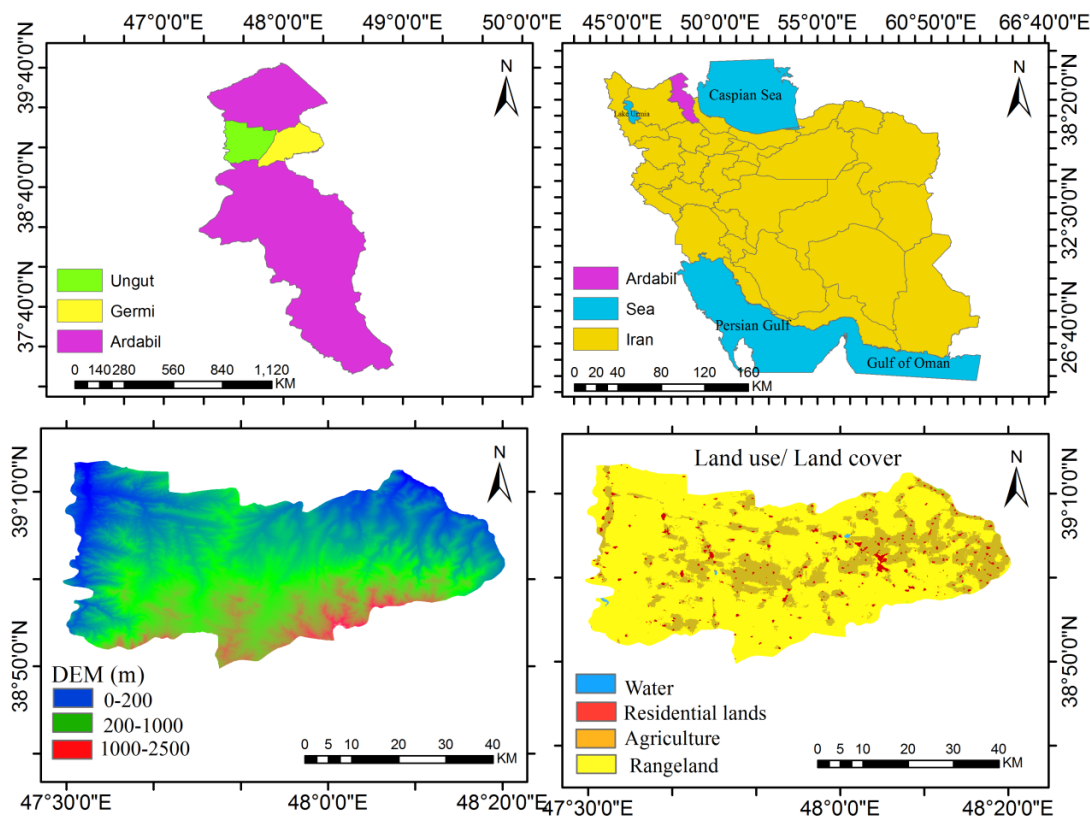 47°0'0"E 48°0'0"E 49°0'0"E 50°0'0"E
39°40'0"N
38°40'0"N
37°40'0"N
N
Ungut
Germi
Ardabil
0 140 280 560 840 1,120
KM
45°0'0"E 50°0'0"E 55°0'0"E 60°50'0"E 66°40'0"E
38°20'0"N
32°30'0"N
26°40'0"N
N
Caspian Sea
Lake Urmia
Persian Gulf
Gulf of Oman
Ardabil
Sea
Iran
0 20 40 80 120 160
KM
39°10'0"N
38°50'0"N
N
DEM (m)
0-200
200-1000
1000-2500
0 5 10 20 30 40
KM
47°30'0"E 48°0'0"E 48°20'0"E
Land use/ Land cover
N
39°10'0"N
38°50'0"N
Water
Residential lands
Agriculture
Rangeland
0 5 10 20 30 40
KM
47°30'0"E 48°0'0"E 48°20'0"E